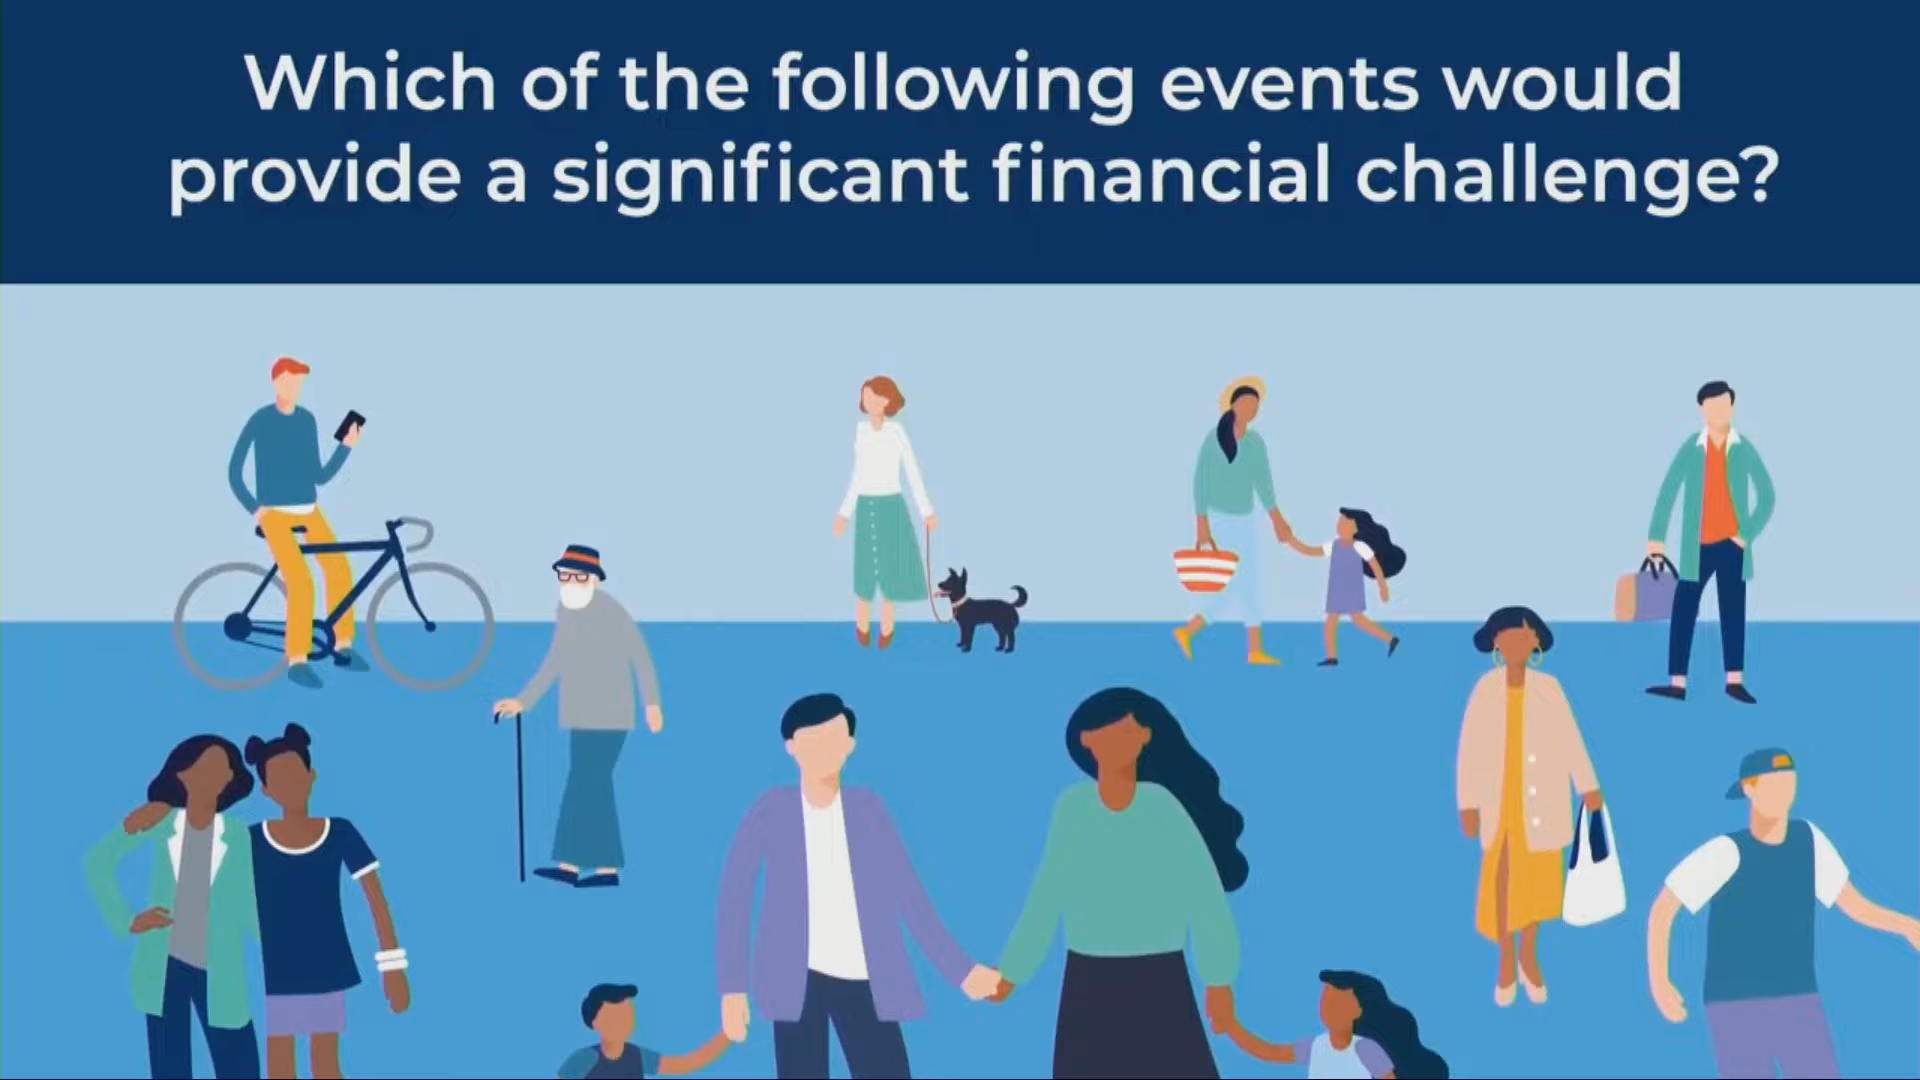 Which of the following events would
provide a significant financial challenge?